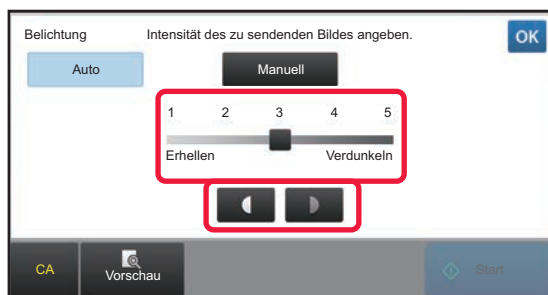 Belichtung Intensität des zu sendenden Bildes angeben. OK
Auto Manuell
1 2 3 4 5
Erhellen Verdunkeln
CA Vorschau Start